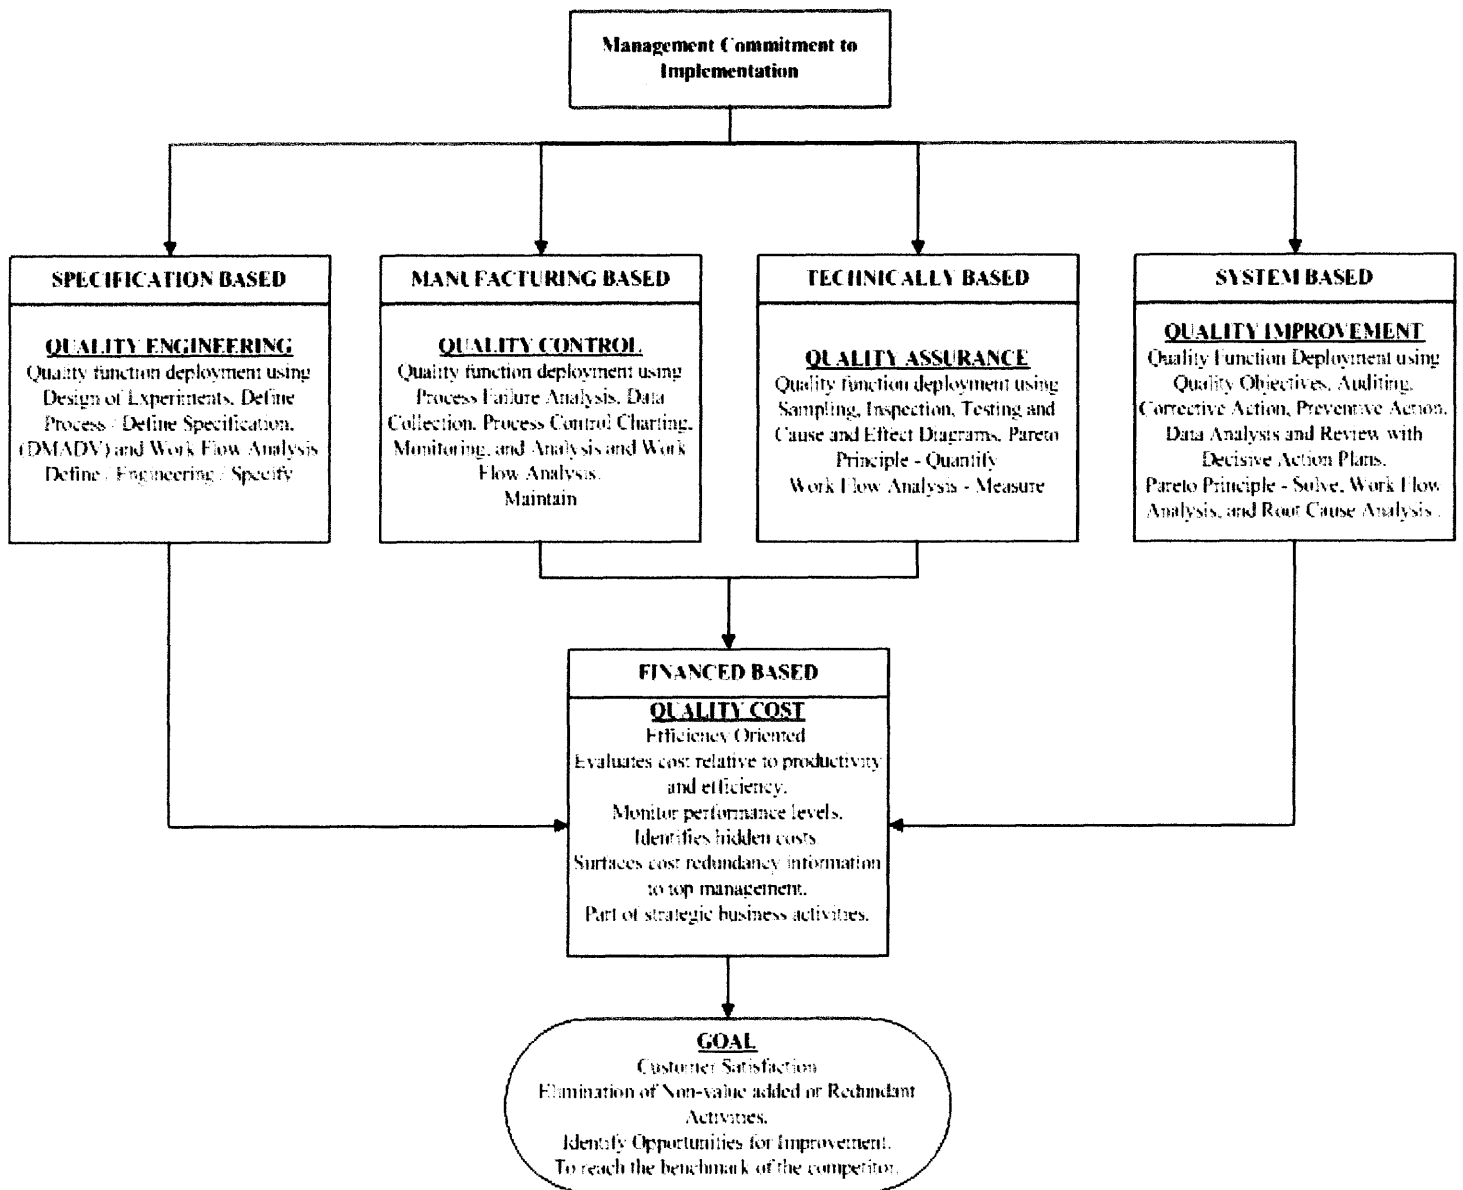 Management Commitment to
Implementation
SPECIFICATION BASED
QUALITY ENGINEERING
Quality function deployment using
Design of Experiments, Define
Process / Define Specification,
(DMADV) and Work Flow Analysis
Define / Engineering / Specify
MANUFACTURING BASED
QUALITY CONTROL
Quality function deployment using
Process Failure Analysis, Data
Collection, Process Control Charting,
Monitoring, and Analysis and Work
Flow Analysis.
Maintain
TECHNICALLY BASED
QUALITY ASSURANCE
Quality function deployment using
Sampling, Inspection, Testing and
Cause and Effect Diagrams, Pareto
Principle - Quantify
Work Flow Analysis - Measure
SYSTEM BASED
QUALITY IMPROVEMENT
Quality Function Deployment using
Quality Objectives, Auditing,
Corrective Action, Preventive Action,
Data Analysis and Review with
Decisive Action Plans,
Pareto Principle - Solve, Work Flow
Analysis, and Root Cause Analysis .
FINANCED BASED
QUALITY COST
Efficiency Oriented
Evaluates cost relative to productivity
and efficiency.
Monitor performance levels.
Identifies hidden costs
Surfaces cost redundancy information
to top management.
Part of strategic business activities.
GOAL
Customer Satisfaction
Elimination of Non-value added or Redundant
Activities.
Identify Opportunities for Improvement.
To reach the benchmark of the competitor.